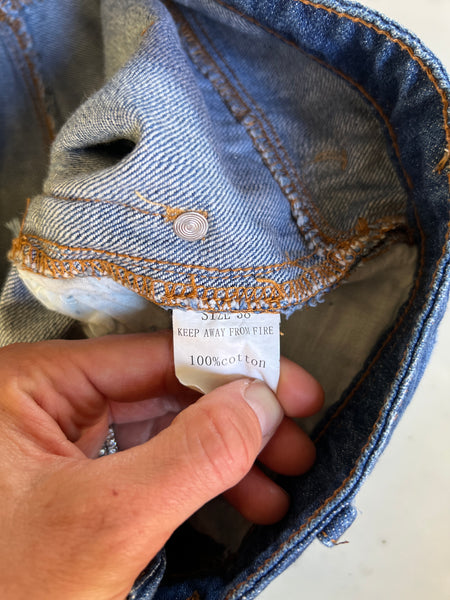 SIZE 38
KEEP AWAY FROM FIRE
100%cotton